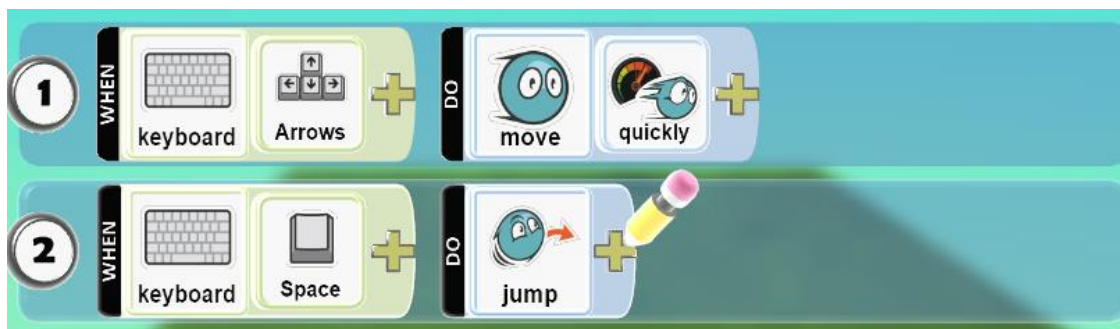 1
WHEN
keyboard
Arrows
DO
move
quickly
2
WHEN
keyboard
Space
DO
jump